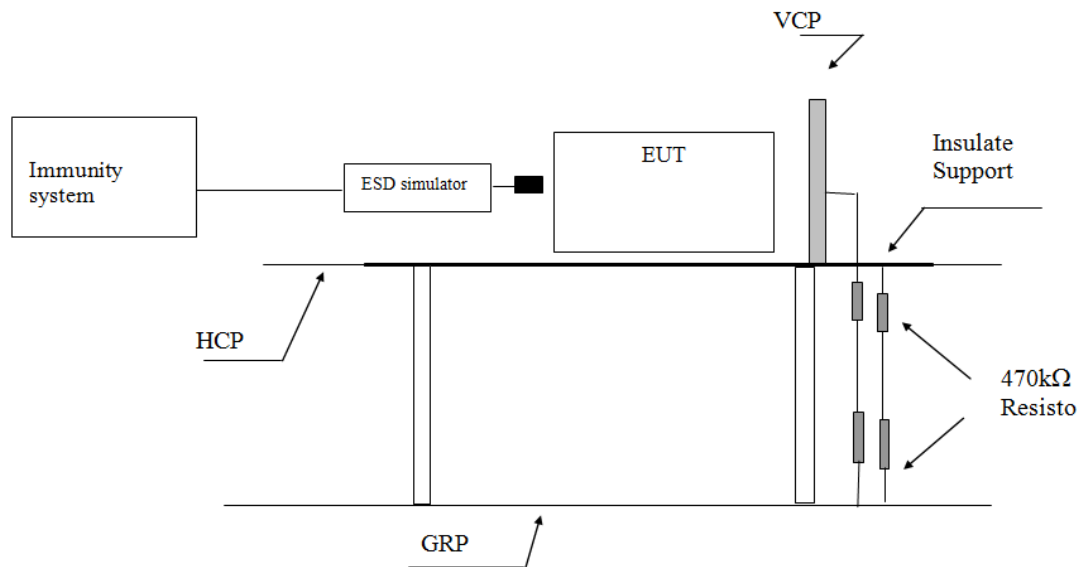 VCP
Immunity
system
ESD simulator
EUT
Insulate
Support
HCP
470kΩ
Resisto
GRP